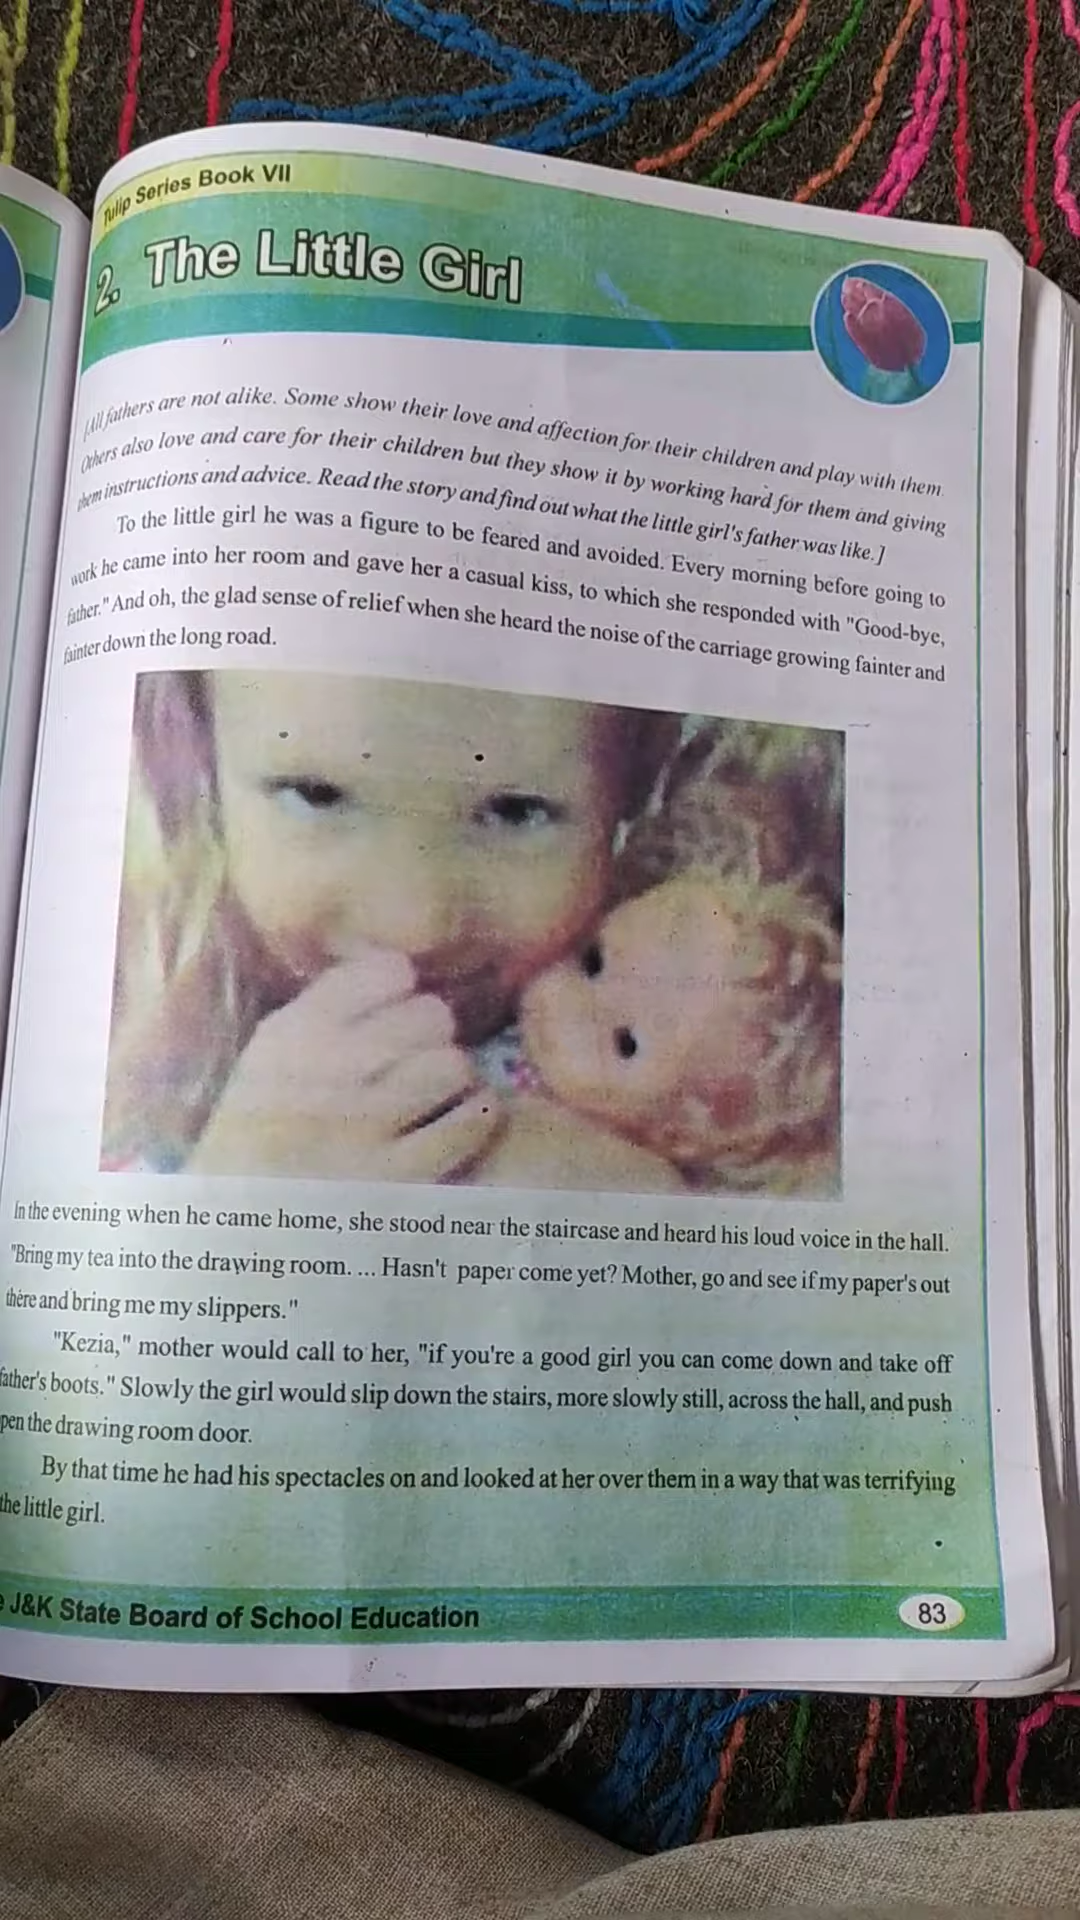 Tulip Series Book VII
2. The Little Girl
[All fathers are not alike. Some show their love and affection for their children and play with them.
Others also love and care for their children but they show it by working hard for them and giving
them instructions and advice. Read the story and find out what the little girl's father was like.]
To the little girl he was a figure to be feared and avoided. Every morning before going to
work he came into her room and gave her a casual kiss, to which she responded with "Good-bye,
father." And oh, the glad sense of relief when she heard the noise of the carriage growing fainter and
fainter down the long road.
In the evening when he came home, she stood near the staircase and heard his loud voice in the hall.
"Bring my tea into the drawing room. ... Hasn't paper come yet? Mother, go and see if my paper's out
there and bring me my slippers."
"Kezia," mother would call to her, "if you're a good girl you can come down and take off
father's boots." Slowly the girl would slip down the stairs, more slowly still, across the hall, and push
pen the drawing room door.
By that time he had his spectacles on and looked at her over them in a way that was terrifying
the little girl.
e J&K State Board of School Education
83